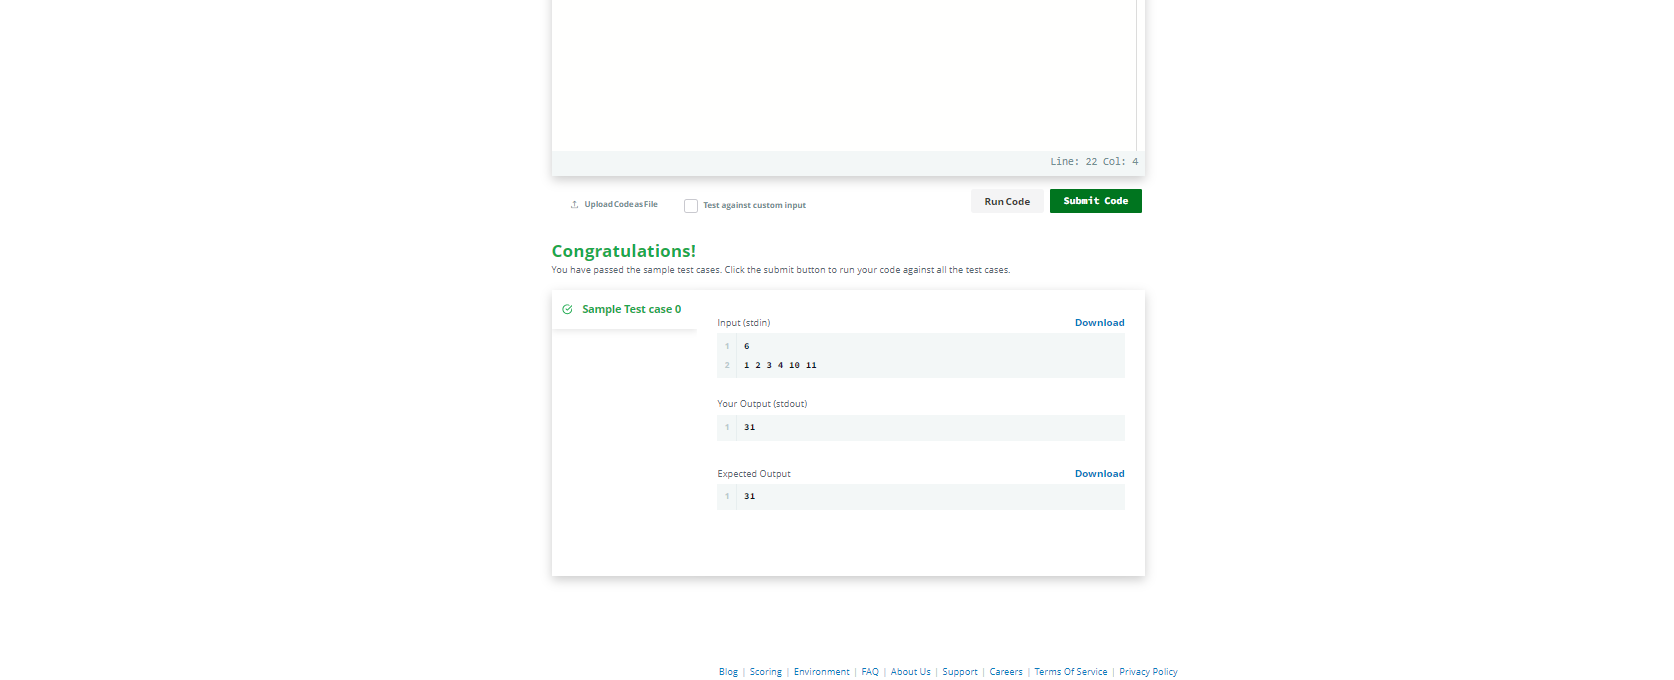 Line: 22 Col: 4
Upload Code as File
Test against custom input
Run Code
Submit Code
Congratulations!
You have passed the sample test cases. Click the submit button to run your code against all the test cases.
Sample Test case 0
Input (stdin)
Download
1 6
2 1 2 3 4 10 11
Your Output (stdout)
1 31
Expected Output
Download
1 31
Blog | Scoring | Environment | FAQ | About Us | Support | Careers | Terms Of Service | Privacy Policy